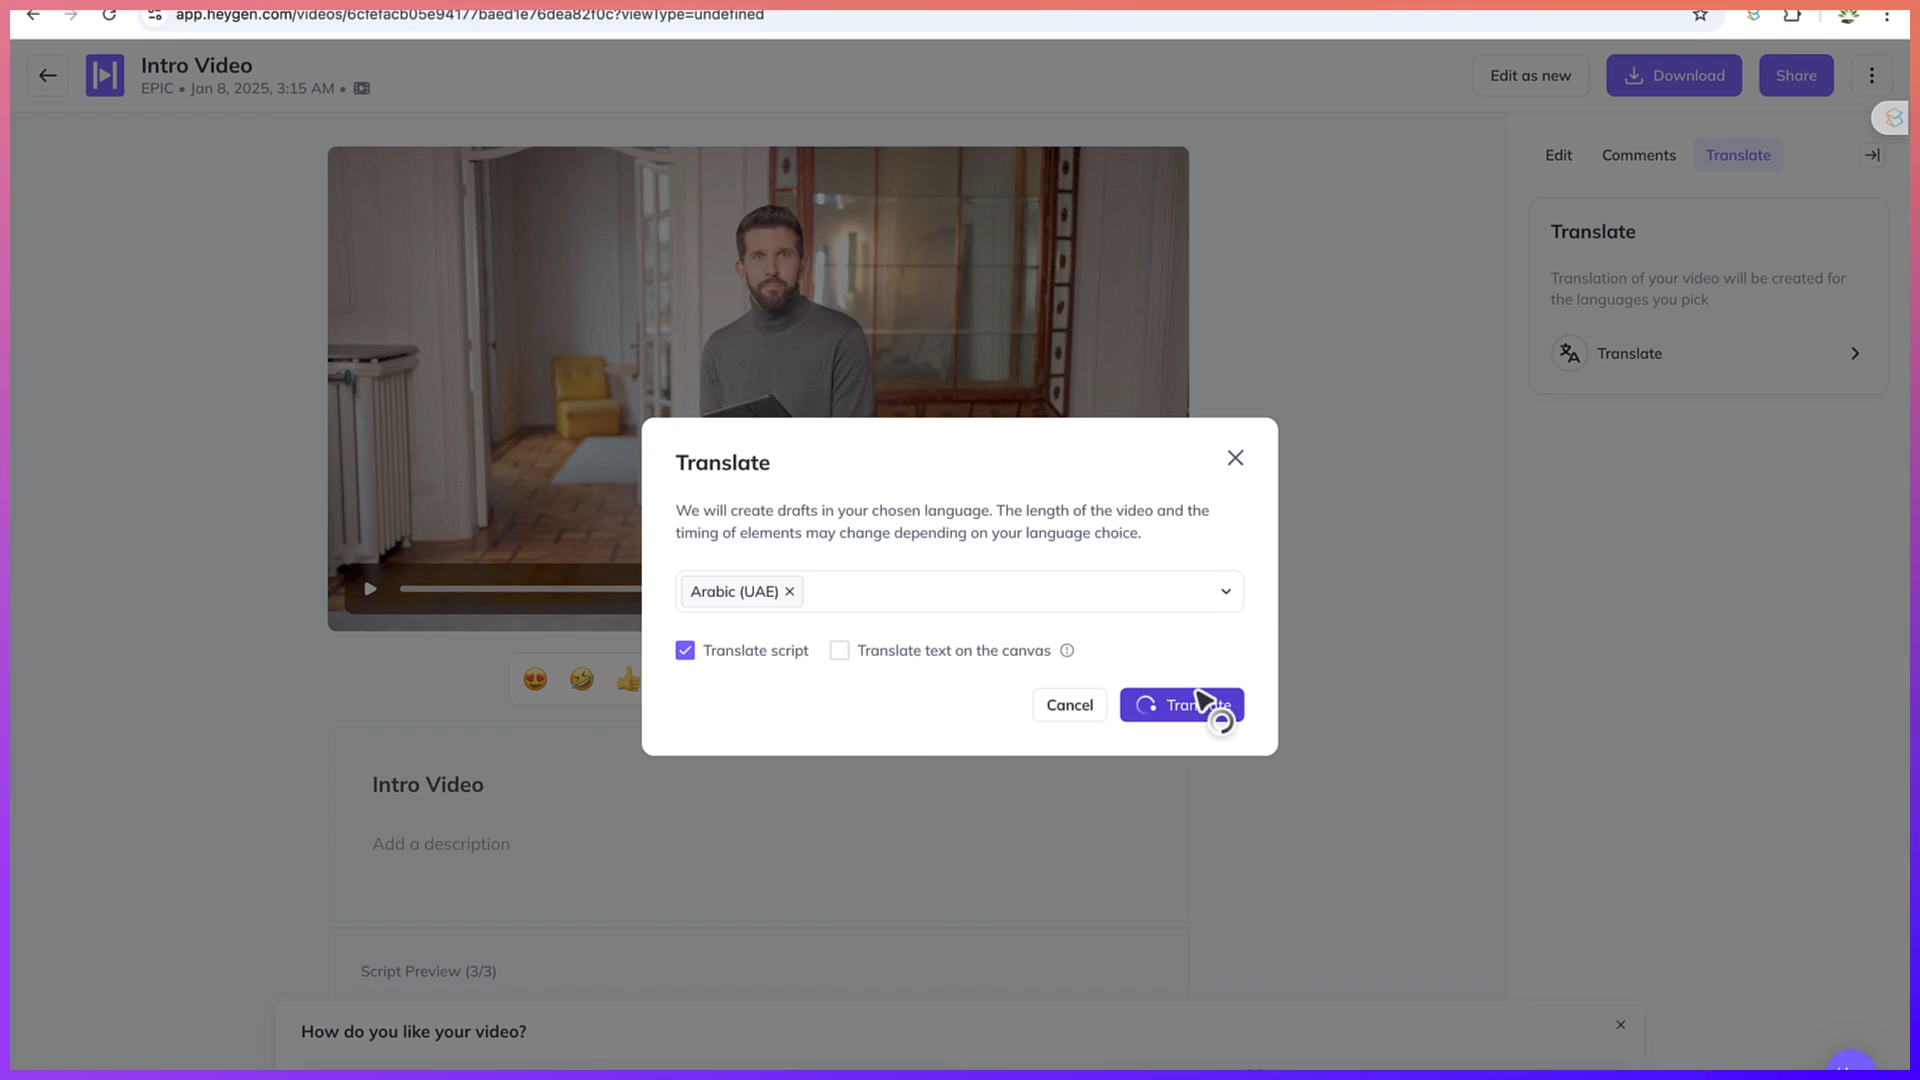 app.heygen.com/videos/6cfefacb05e94177baed1e76dea82f0c?viewType=undefined
Intro Video
EPIC • Jan 8, 2025, 3:15 AM •
Edit as new
Download
Share
Edit
Comments
Translate
Translate
Translation of your video will be created for
the languages you pick
Translate
Translate
We will create drafts in your chosen language. The length of the video and the
timing of elements may change depending on your language choice.
Arabic (UAE)
Translate script
Translate text on the canvas
Cancel
Translate
Intro Video
Add a description
Script Preview (3/3)
How do you like your video?